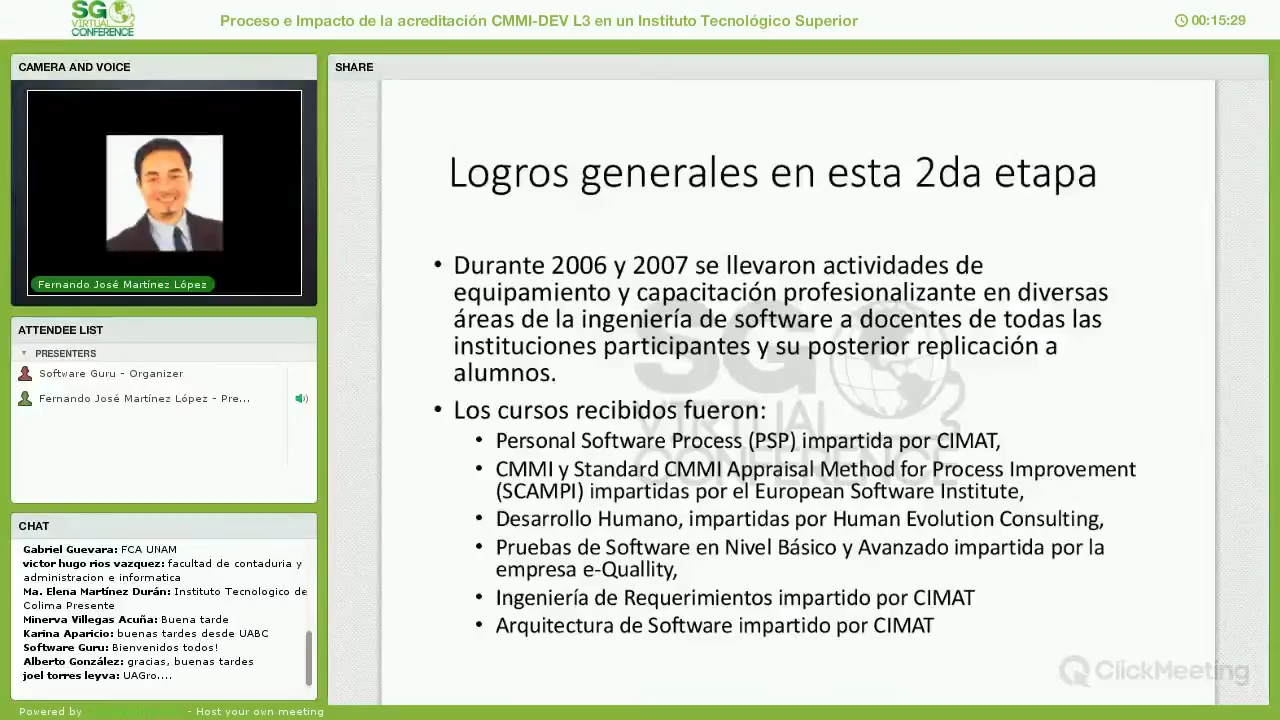 SG
VIRTUAL
CONFERENCE
Proceso e Impacto de la acreditación CMMI-DEV L3 en un Instituto Tecnológico Superior
00:15:29
CAMERA AND VOICE
Fernando José Martínez López
ATTENDEE LIST
PRESENTERS
Software Guru - Organizer
Fernando José Martínez López - Pre...
CHAT
Gabriel Guevara: FCA UNAM
victor hugo rios vazquez: facultad de contaduria y
administracion e informatica
Ma. Elena Martínez Durán: Instituto Tecnologico de
Colima Presente
Minerva Villegas Acuña: Buena tarde
Karina Aparicio: buenas tardes desde UABC
Software Guru: Bienvenidos todos!
Alberto González: gracias, buenas tardes
joel torres leyva: UAGro....
Powered by
- Host your own meeting
SHARE
Logros generales en esta 2da etapa
• Durante 2006 y 2007 se llevaron actividades de
equipamiento y capacitación profesionalizante en diversas
áreas de la ingeniería de software a docentes de todas las
instituciones participantes y su posterior replicación a
alumnos.
• Los cursos recibidos fueron:
• Personal Software Process (PSP) impartida por CIMAT,
• CMMI y Standard CMMI Appraisal Method for Process Improvement
(SCAMPI) impartidas por el European Software Institute,
• Desarrollo Humano, impartidas por Human Evolution Consulting,
• Pruebas de Software en Nivel Básico y Avanzado impartida por la
empresa e-Quallity,
• Ingeniería de Requerimientos impartido por CIMAT
• Arquitectura de Software impartido por CIMAT
SG
VIRTUAL
CONFERENCE
ClickMeeting